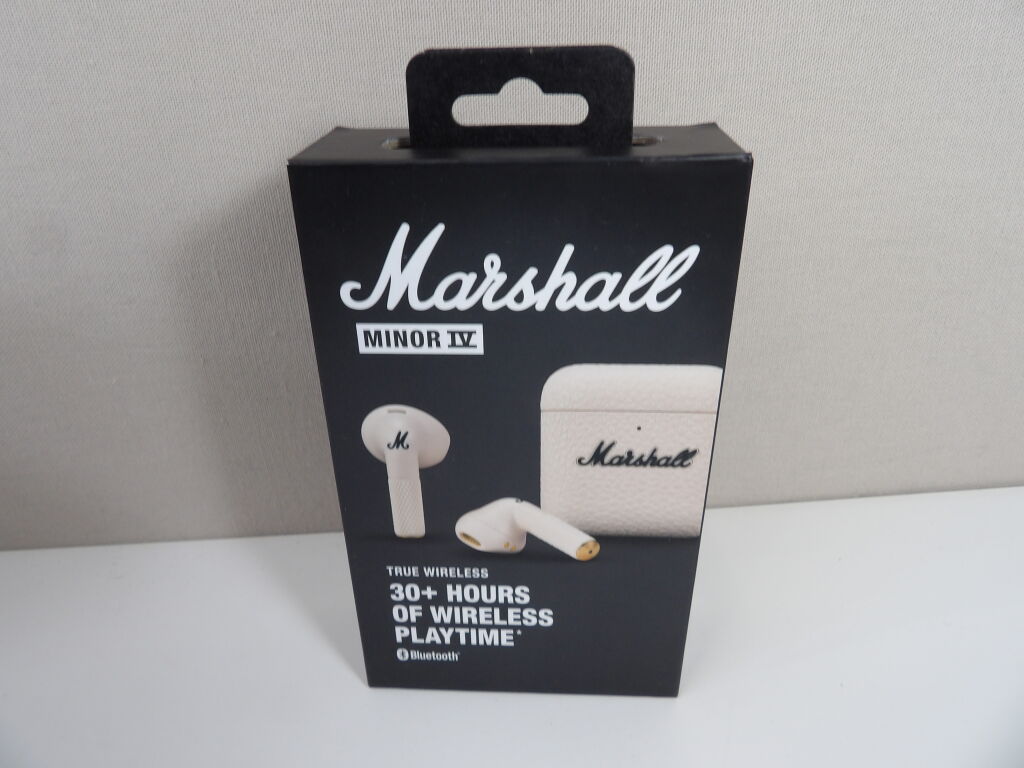 Marshall
MINOR IV
M
Marshall
TRUE WIRELESS
30+ HOURS
OF WIRELESS
PLAYTIME*
Bluetooth®